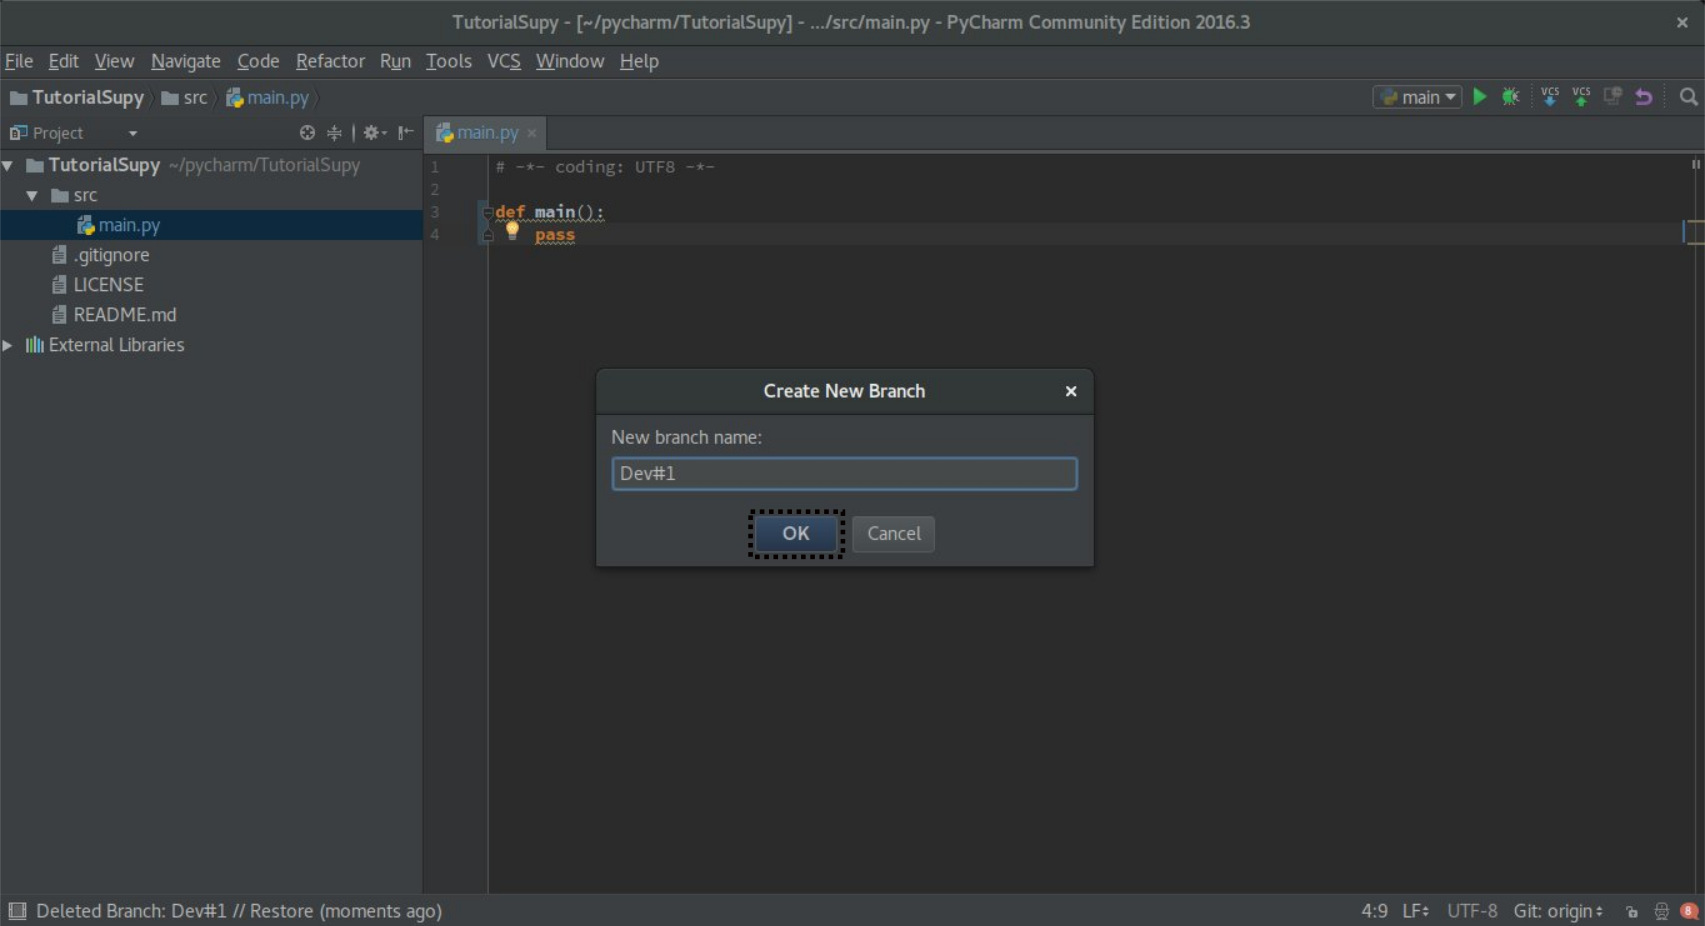 TutorialSupy - [~/pycharm/TutorialSupy] - .../src/main.py - PyCharm Community Edition 2016.3
File Edit View Navigate Code Refactor Run Tools VCS Window Help
TutorialSupy src main.py main VCS VCS
Project main.py
TutorialSupy ~/pycharm/TutorialSupy
src
main.py
.gitignore
LICENSE
README.md
External Libraries
1 # -*- coding: UTF8 -*-
2
3 def main():
4 pass
Create New Branch
New branch name:
Dev#1
OK Cancel
Deleted Branch: Dev#1 // Restore (moments ago) 4:9 LF UTF-8 Git: origin 8